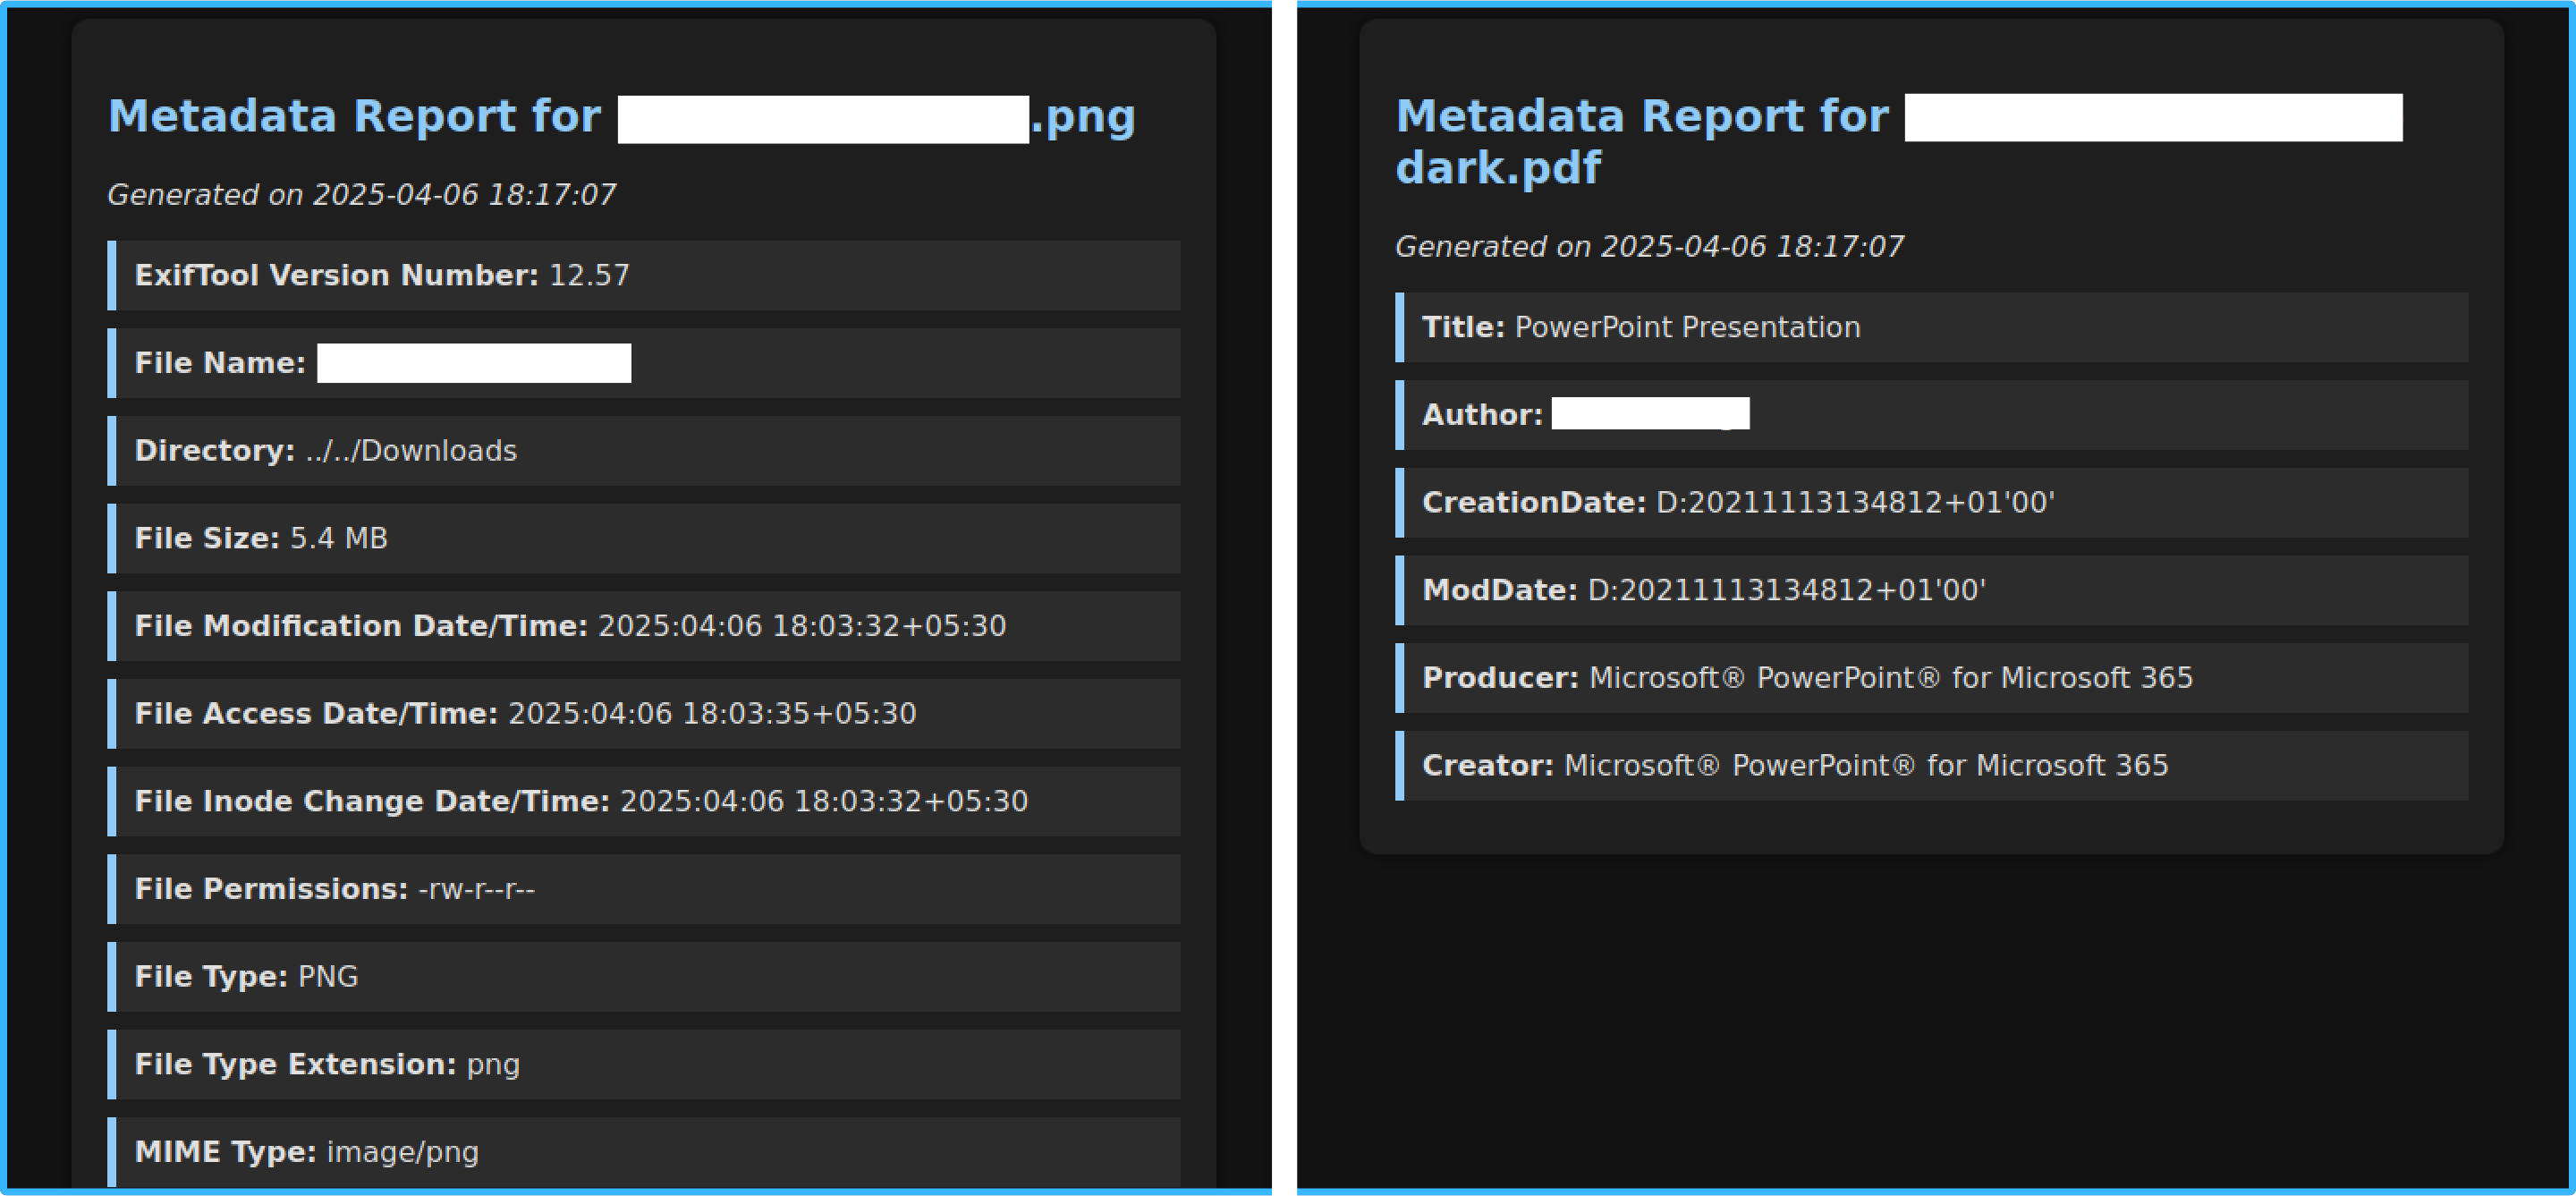 Metadata Report for .png
Generated on 2025-04-06 18:17:07
ExifTool Version Number: 12.57
File Name:
Directory: ../../Downloads
File Size: 5.4 MB
File Modification Date/Time: 2025:04:06 18:03:32+05:30
File Access Date/Time: 2025:04:06 18:03:35+05:30
File Inode Change Date/Time: 2025:04:06 18:03:32+05:30
File Permissions: -rw-r--r--
File Type: PNG
File Type Extension: png
MIME Type: image/png
Metadata Report for
dark.pdf
Generated on 2025-04-06 18:17:07
Title: PowerPoint Presentation
Author:
CreationDate: D:20211113134812+01'00'
ModDate: D:20211113134812+01'00'
Producer: Microsoft® PowerPoint® for Microsoft 365
Creator: Microsoft® PowerPoint® for Microsoft 365